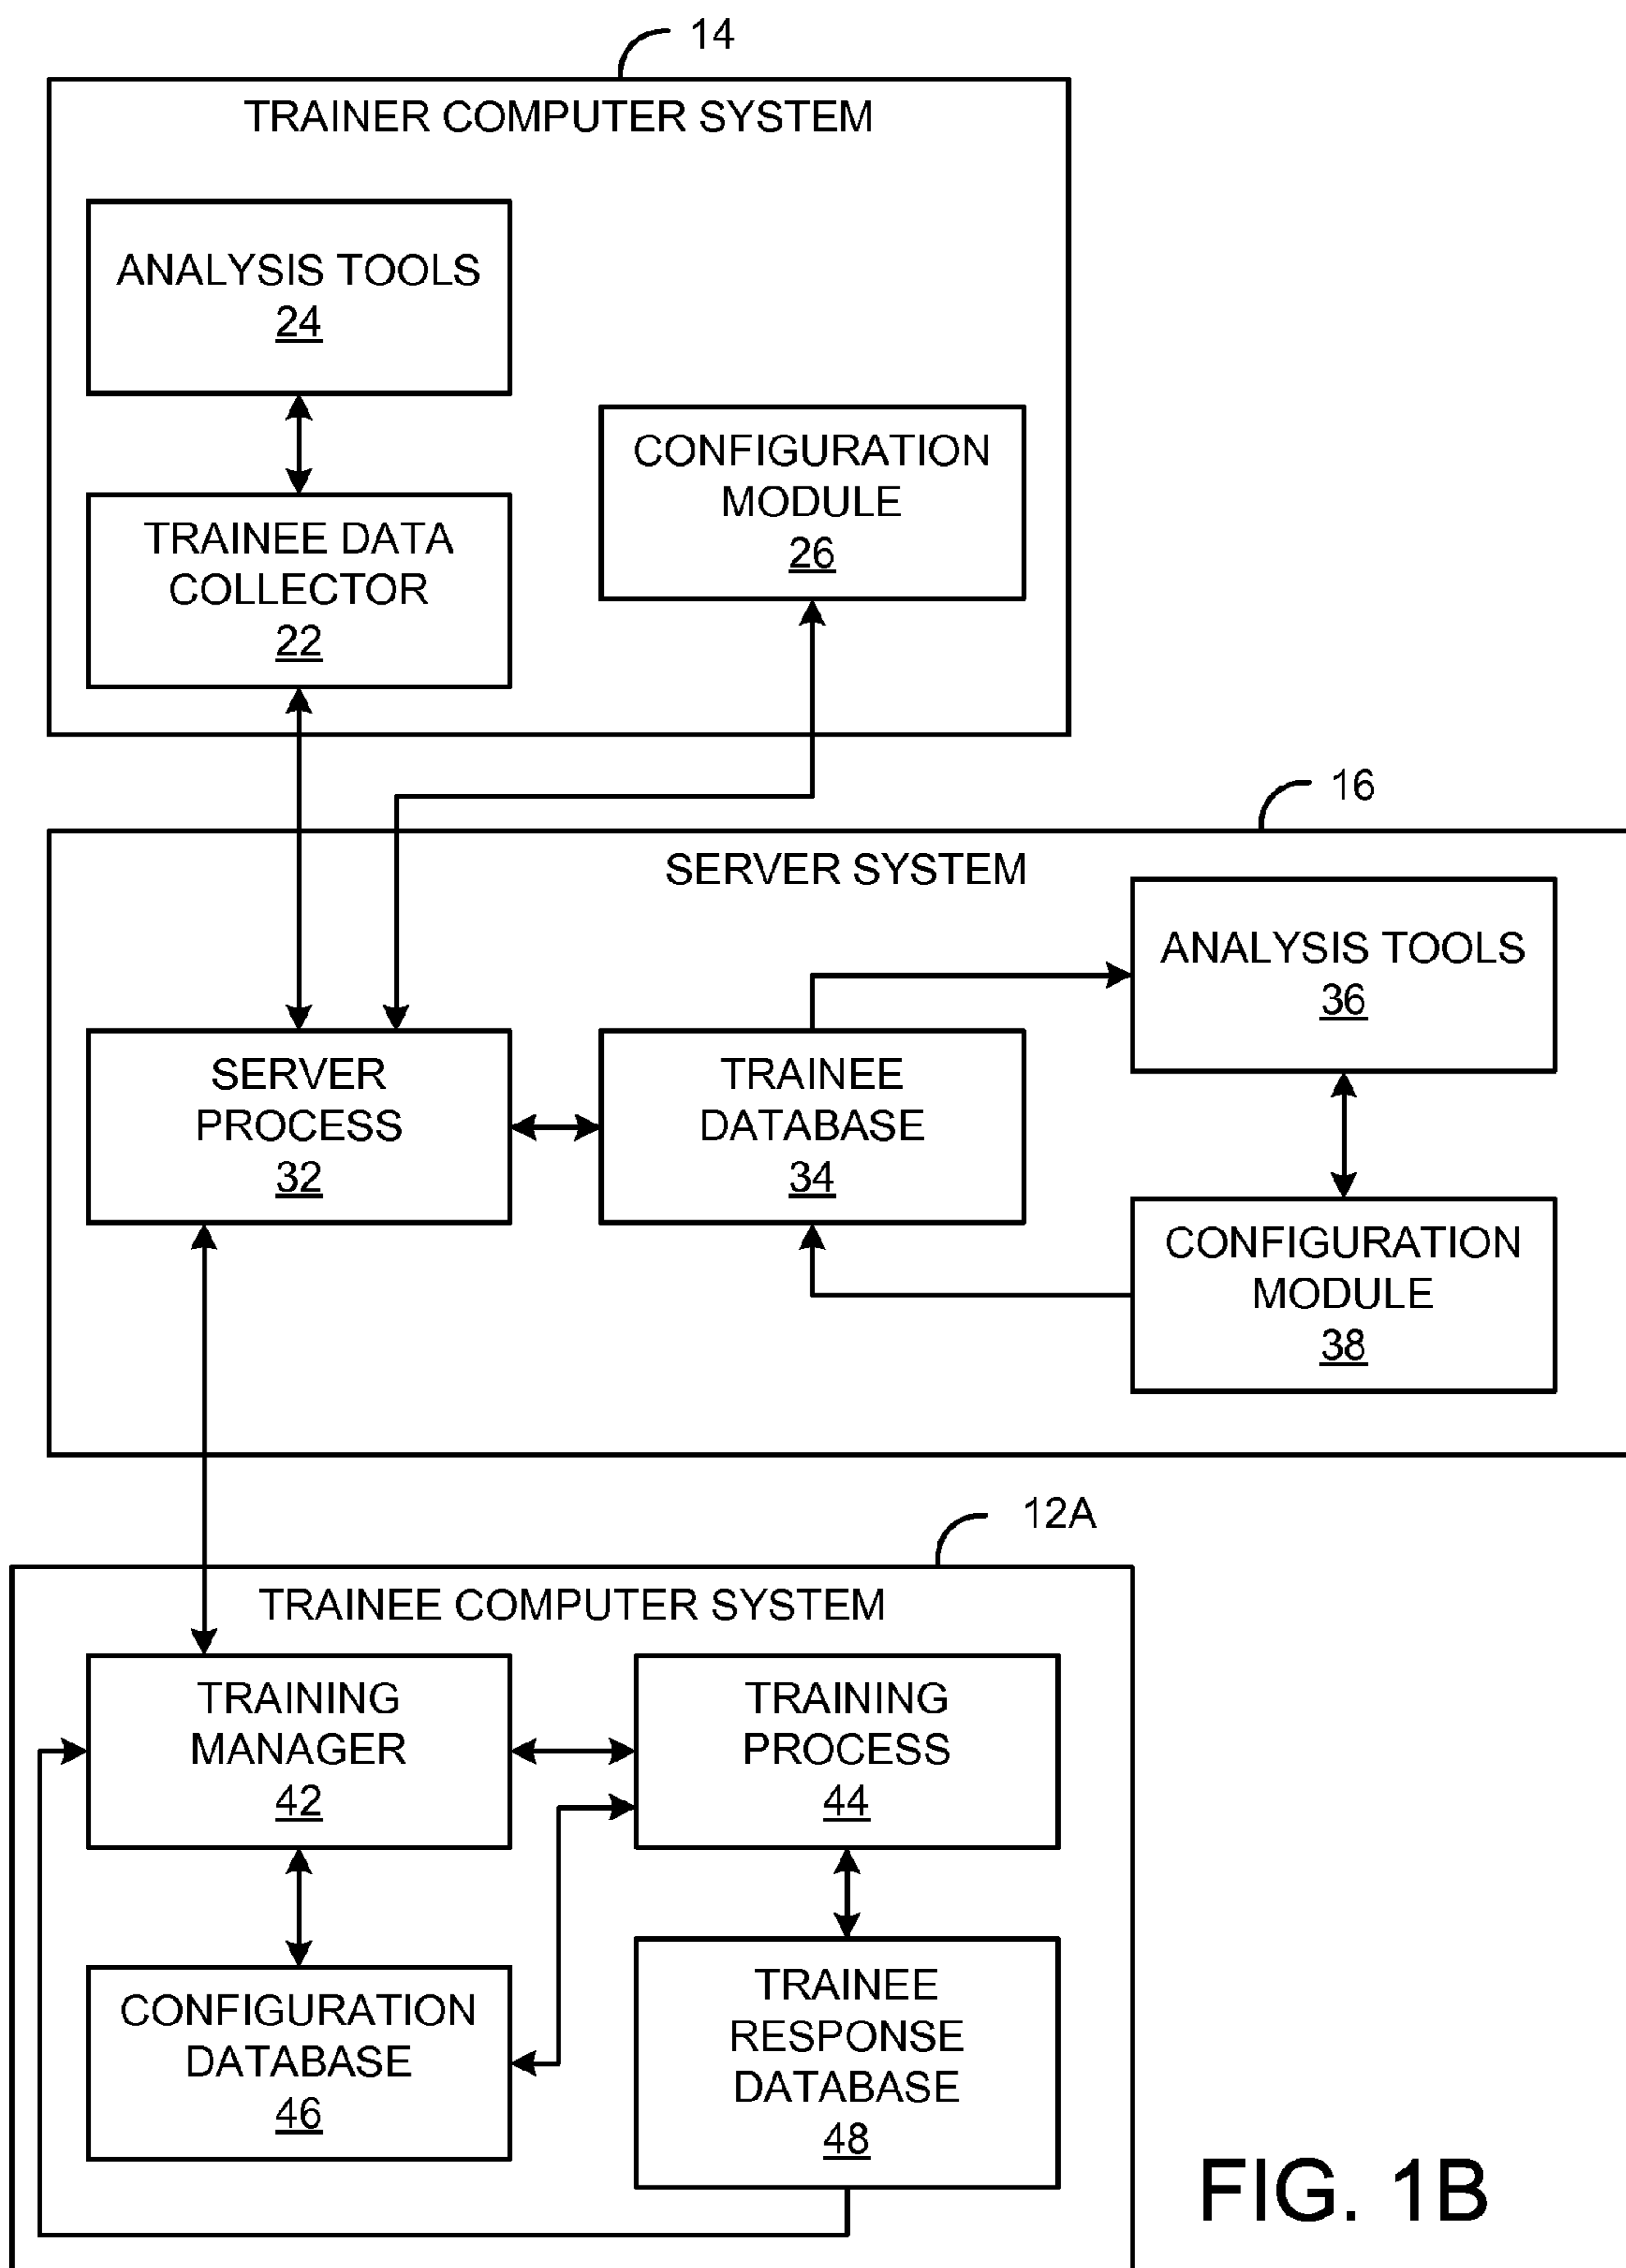 14
TRAINER COMPUTER SYSTEM
ANALYSIS TOOLS
24
CONFIGURATION
MODULE
26
TRAINEE DATA
COLLECTOR
22
16
SERVER SYSTEM
ANALYSIS TOOLS
36
SERVER
PROCESS
32
TRAINEE
DATABASE
34
CONFIGURATION
MODULE
38
12A
TRAINEE COMPUTER SYSTEM
TRAINING
MANAGER
42
TRAINING
PROCESS
44
CONFIGURATION
DATABASE
46
TRAINEE
RESPONSE
DATABASE
48
FIG. 1B